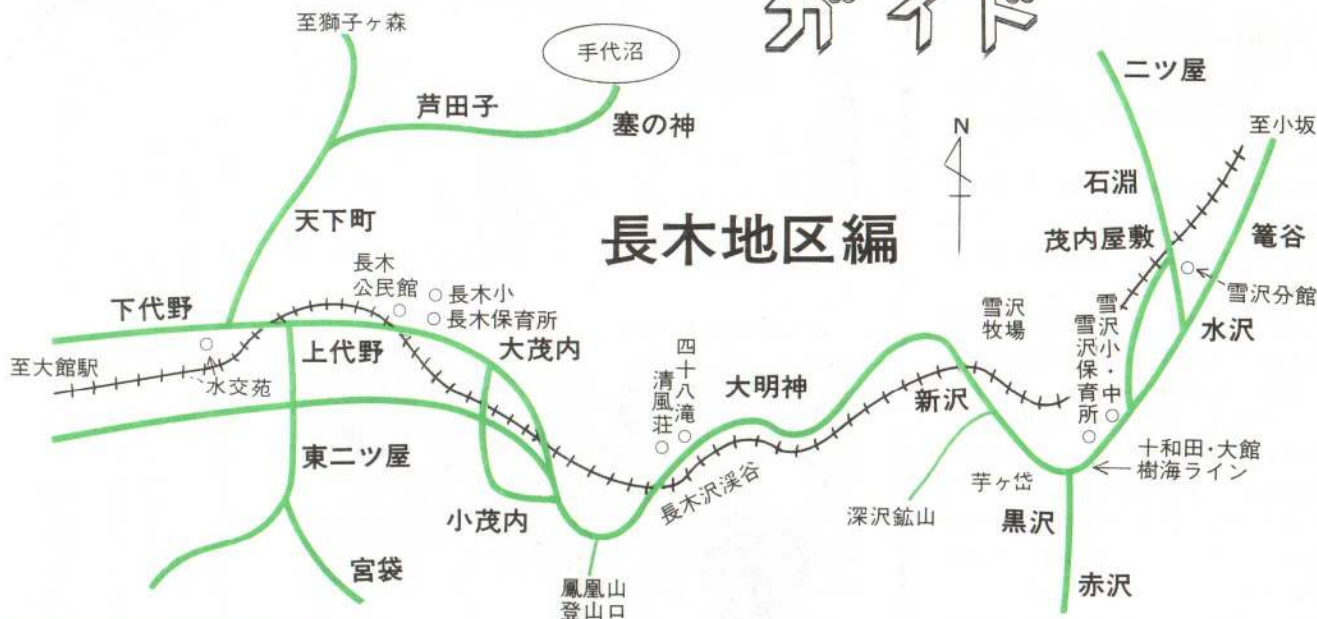 ガイド
長木地区編
至獅子ヶ森
手代沼
芦田子
塞の神
天下町
N
二ツ屋
至小坂
石淵
茂内屋敷
篭谷
雪沢分館
水沢
長木
公民館
長木小
長木保育所
下代野
上代野
大茂内
至大館駅
水交苑
四十八滝
清風荘
大明神
雪沢
牧場
新沢
雪沢小・中
雪沢保育所
十和田・大館
樹海ライン
東二ツ屋
小茂内
長木沢渓谷
深沢鉱山
芋ヶ岱
黒沢
宮袋
鳳凰山
登山口
赤沢